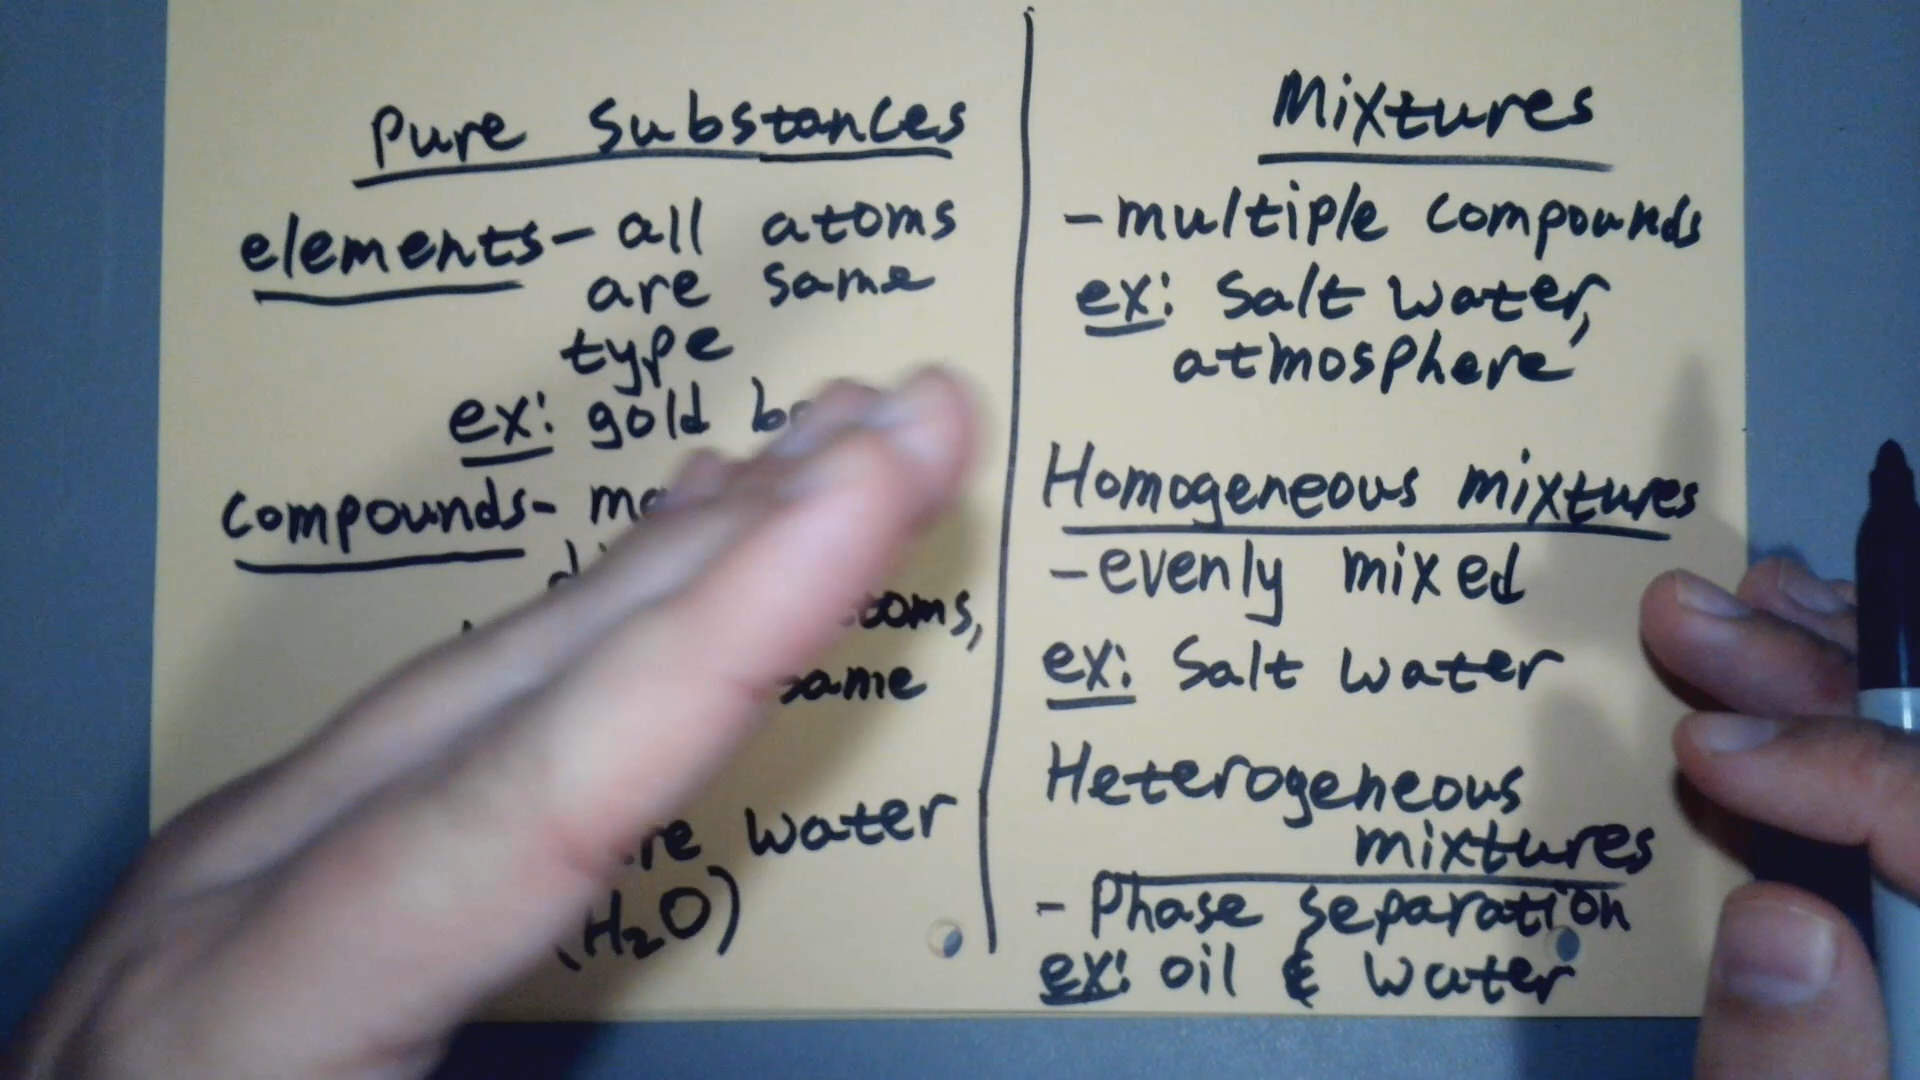 Pure Substances
elements - all atoms
are same
type
ex: gold
compounds -
same
water
(H₂O)
Mixtures
- multiple compounds
ex: Salt water,
atmosphere
Homogeneous mixtures
- evenly mixed
ex: Salt water
Heterogeneous
mixtures
- Phase separation
ex: oil & water